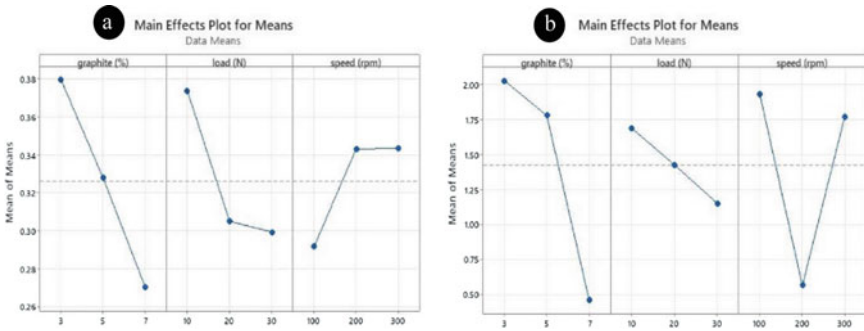 a Main Effects Plot for Means
Data Means
graphite (%) load (N) speed (rpm)
0.38
0.36
0.34
0.32
0.30
0.28
0.26
Mean of Means
3 5 7 10 20 30 100 200 300
b Main Effects Plot for Means
Data Means
graphite (%) load (N) speed (rpm)
2.00
1.75
1.50
1.25
1.00
0.75
0.50
Mean of Means
3 5 7 10 20 30 100 200 300